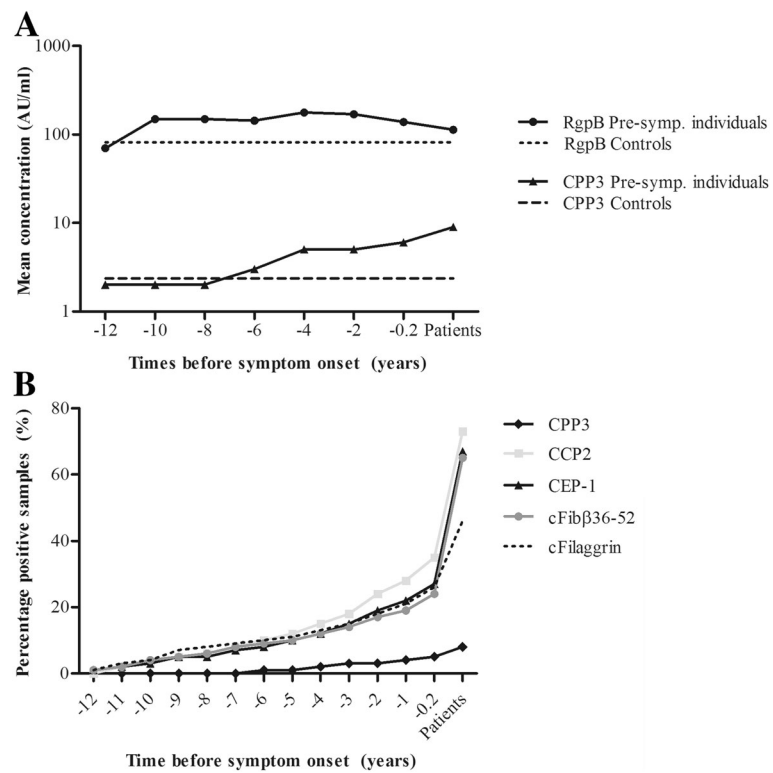 A
Mean concentration (AU/ml)
1000
100
10
1
-12 -10 -8 -6 -4 -2 -0.2 Patients
Times before symptom onset (years)
RgpB Pre-symp. individuals
RgpB Controls
CPP3 Pre-symp. individuals
CPP3 Controls
B
Percentage positive samples (%)
80
60
40
20
0
-12 -11 -10 -9 -8 -7 -6 -5 -4 -3 -2 -1 -0.2 Patients
Time before symptom onset (years)
CPP3
CCP2
CEP-1
cFibβ36-52
cFilaggrin